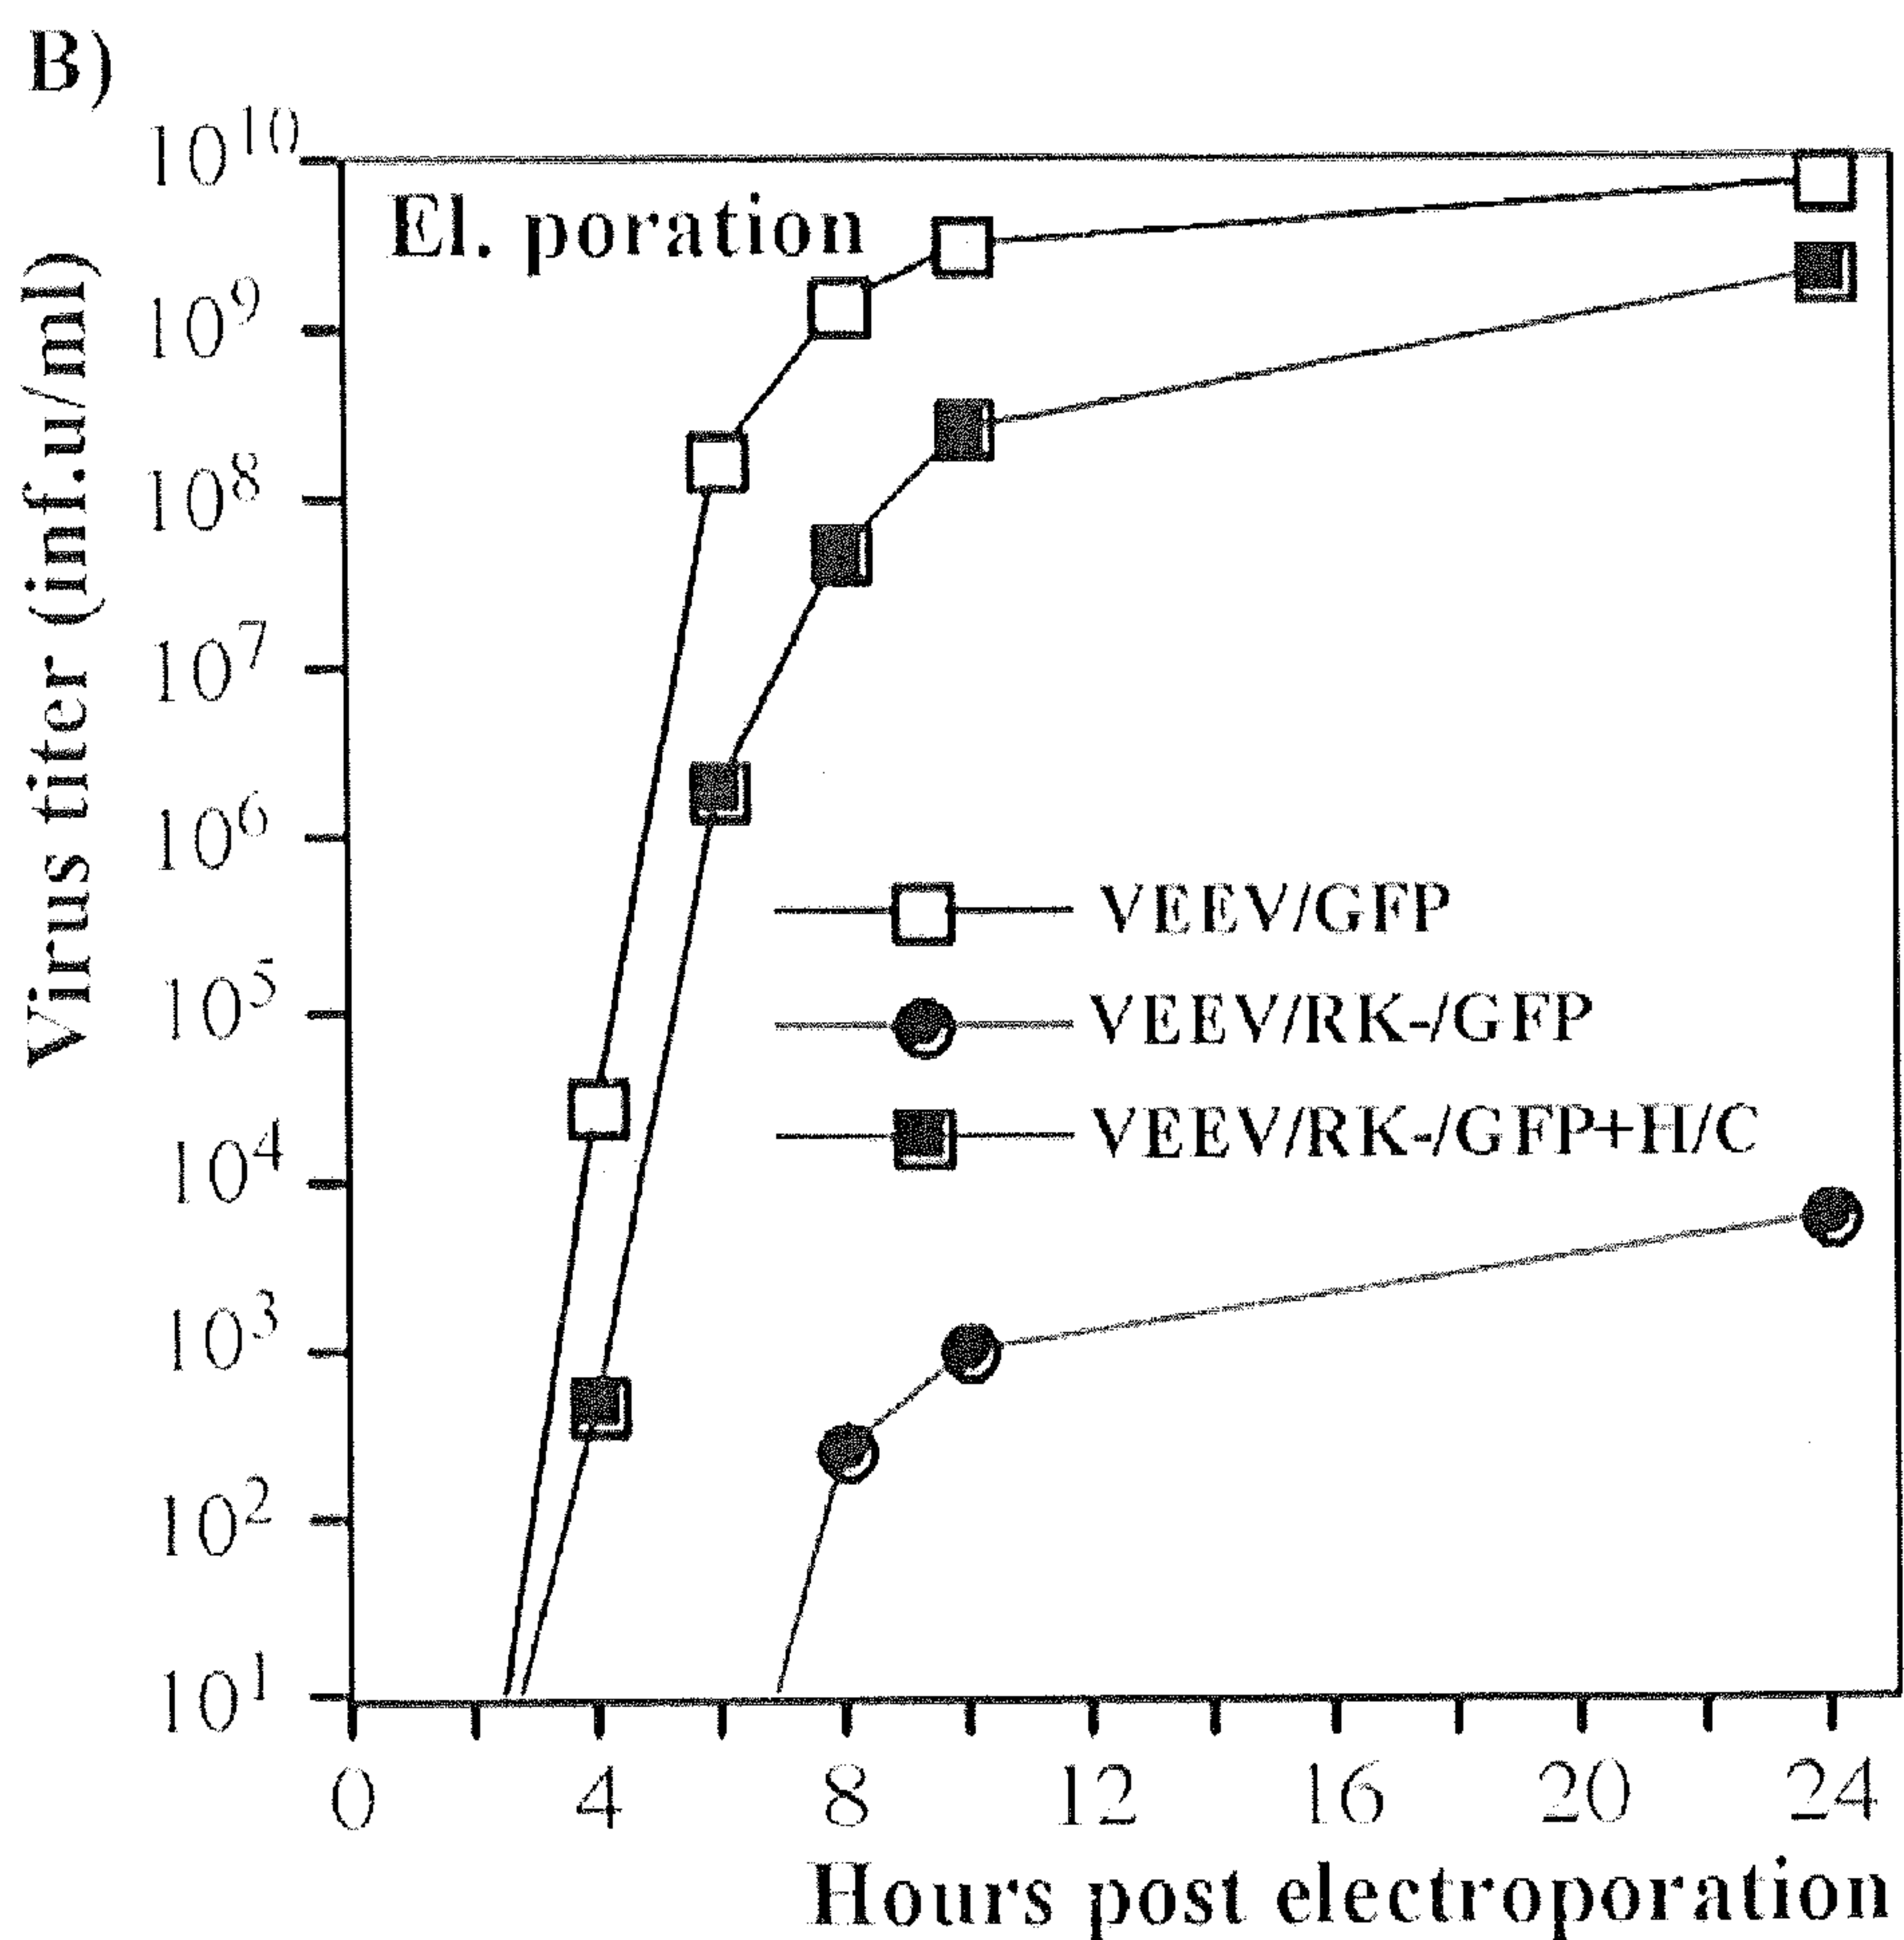 B)
El. poration
Virus titer (inf.u/ml)
10^10
10^9
10^8
10^7
10^6
10^5
10^4
10^3
10^2
10^1
VEEV/GFP
VEEV/RK-/GFP
VEEV/RK-/GFP+H/C
0 4 8 12 16 20 24
Hours post electroporation